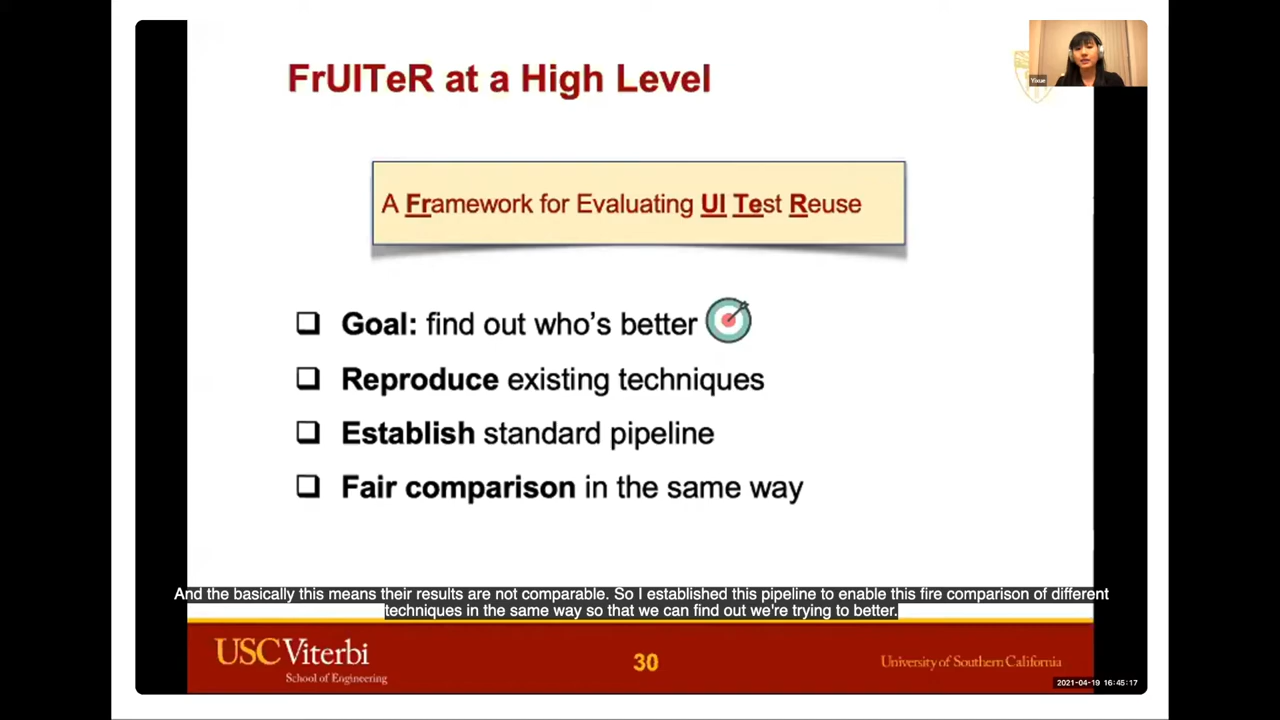 FrUITeR at a High Level
Yixue
A Framework for Evaluating UI Test Reuse
❑ Goal: find out who's better
❑ Reproduce existing techniques
❑ Establish standard pipeline
❑ Fair comparison in the same way
And the basically this means their results are not comparable. So I established this pipeline to enable this fire comparison of different
techniques in the same way so that we can find out we're trying to better.
USC Viterbi
School of Engineering
30
University of Southern California
2021-04-19 16:45:17